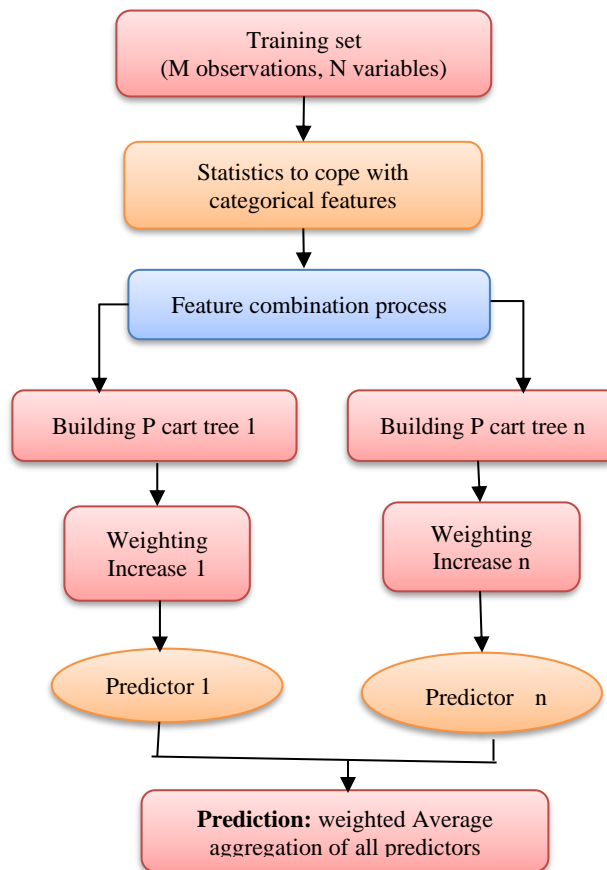 Training set
(M observations, N variables)
Statistics to cope with
categorical features
Feature combination process
Building P cart tree 1
Building P cart tree n
Weighting
Increase 1
Weighting
Increase n
Predictor 1
Predictor n
Prediction: weighted Average
aggregation of all predictors